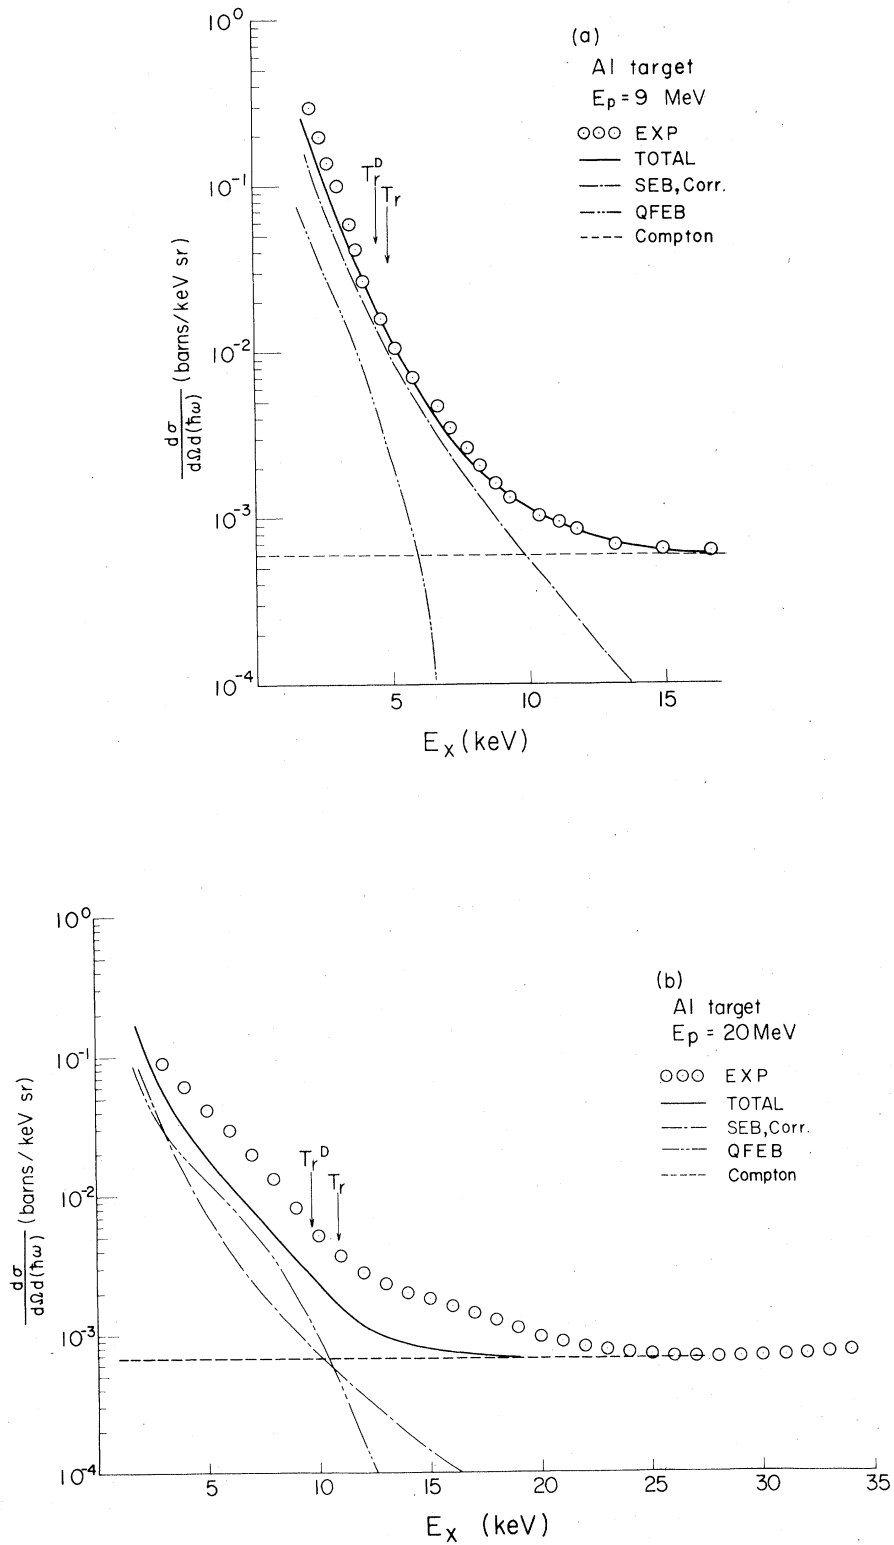 (a)
Al target
E_p = 9 MeV
EXP
TOTAL
SEB, Corr.
QFEB
Compton
T_r^D
T_r
10^0
10^-1
10^-2
10^-3
10^-4
dσ
dΩd(ħω)
(barns/keV sr)
5
10
15
E_x (keV)
(b)
Al target
E_p = 20 MeV
EXP
TOTAL
SEB, Corr.
QFEB
Compton
T_r^D
T_r
10^0
10^-1
10^-2
10^-3
10^-4
dσ
dΩd(ħω)
(barns/keV sr)
5
10
15
20
25
30
35
E_x (keV)